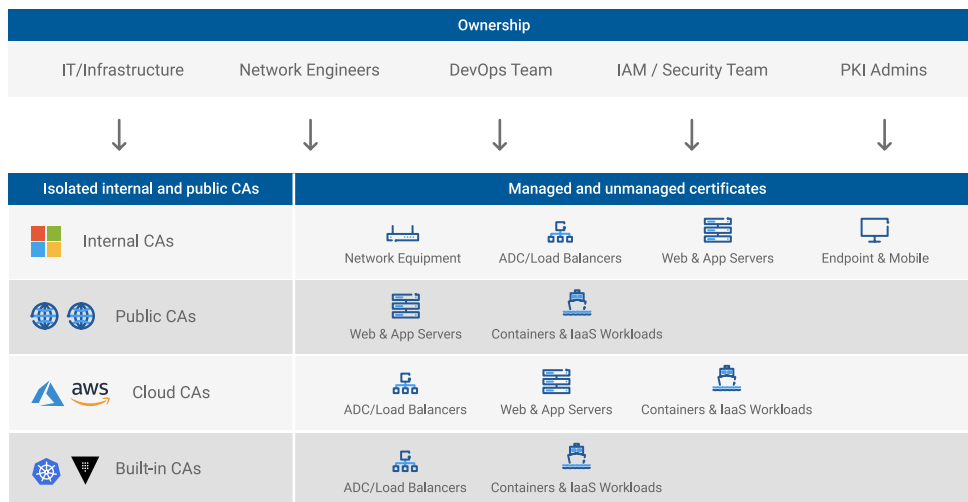 Ownership
IT/Infrastructure
Network Engineers
DevOps Team
IAM / Security Team
PKI Admins
Isolated internal and public CAs
Managed and unmanaged certificates
Internal CAs
Network Equipment
ADC/Load Balancers
Web & App Servers
Endpoint & Mobile
Public CAs
Web & App Servers
Containers & IaaS Workloads
aws
Cloud CAs
ADC/Load Balancers
Web & App Servers
Containers & IaaS Workloads
Built-in CAs
ADC/Load Balancers
Containers & IaaS Workloads